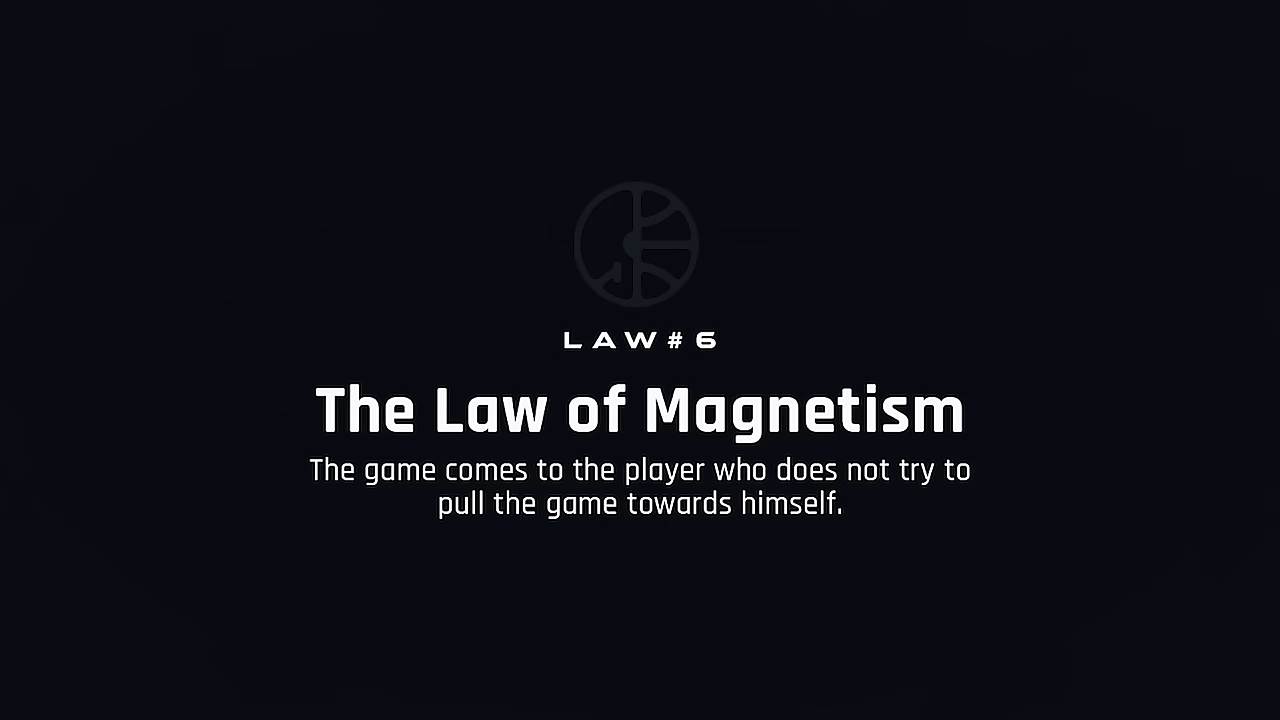 LAW#6
The Law of Magnetism
The game comes to the player who does not try to
pull the game towards himself.